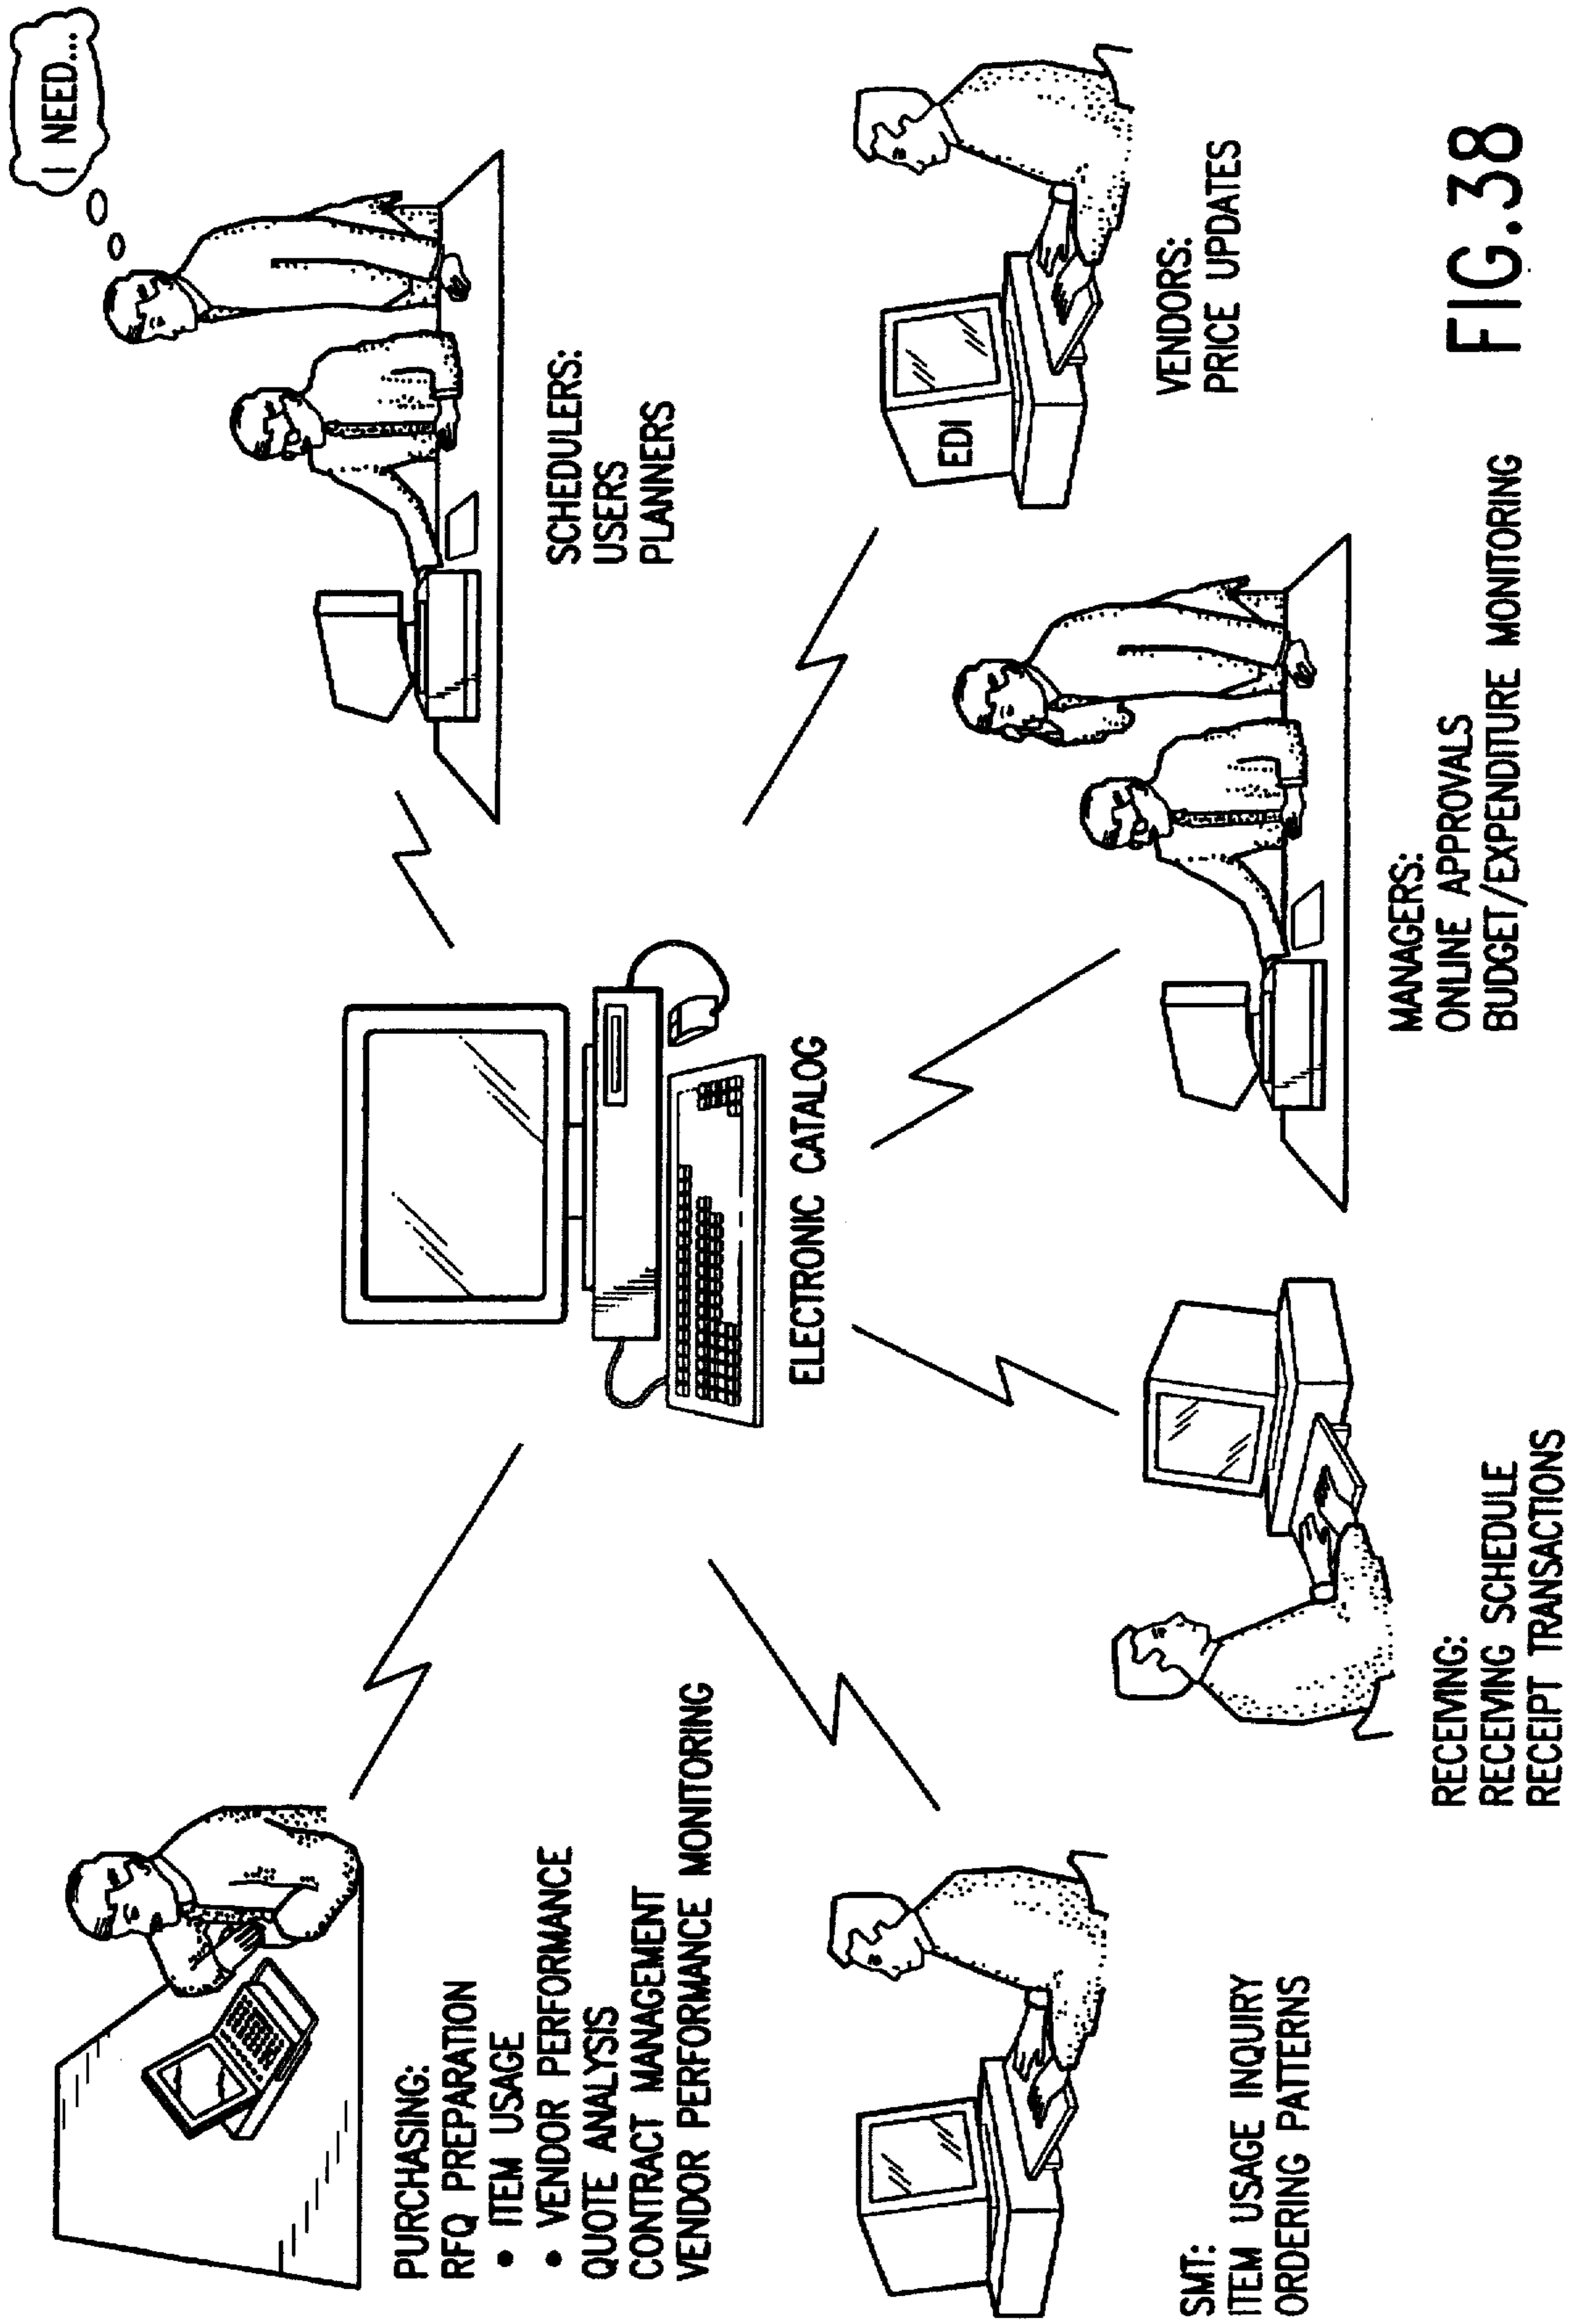 I NEED...
SCHEDULERS:
USERS
PLANNERS
PURCHASING:
RFQ PREPARATION
• ITEM USAGE
• VENDOR PERFORMANCE
QUOTE ANALYSIS
CONTRACT MANAGEMENT
VENDOR PERFORMANCE MONITORING
ELECTRONIC CATALOG
EDI
VENDORS:
PRICE UPDATES
SMT:
ITEM USAGE INQUIRY
ORDERING PATTERNS
RECEIVING:
RECEIVING SCHEDULE
RECEIPT TRANSACTIONS
MANAGERS:
ONLINE APPROVALS
BUDGET/EXPENDITURE MONITORING
FIG.38